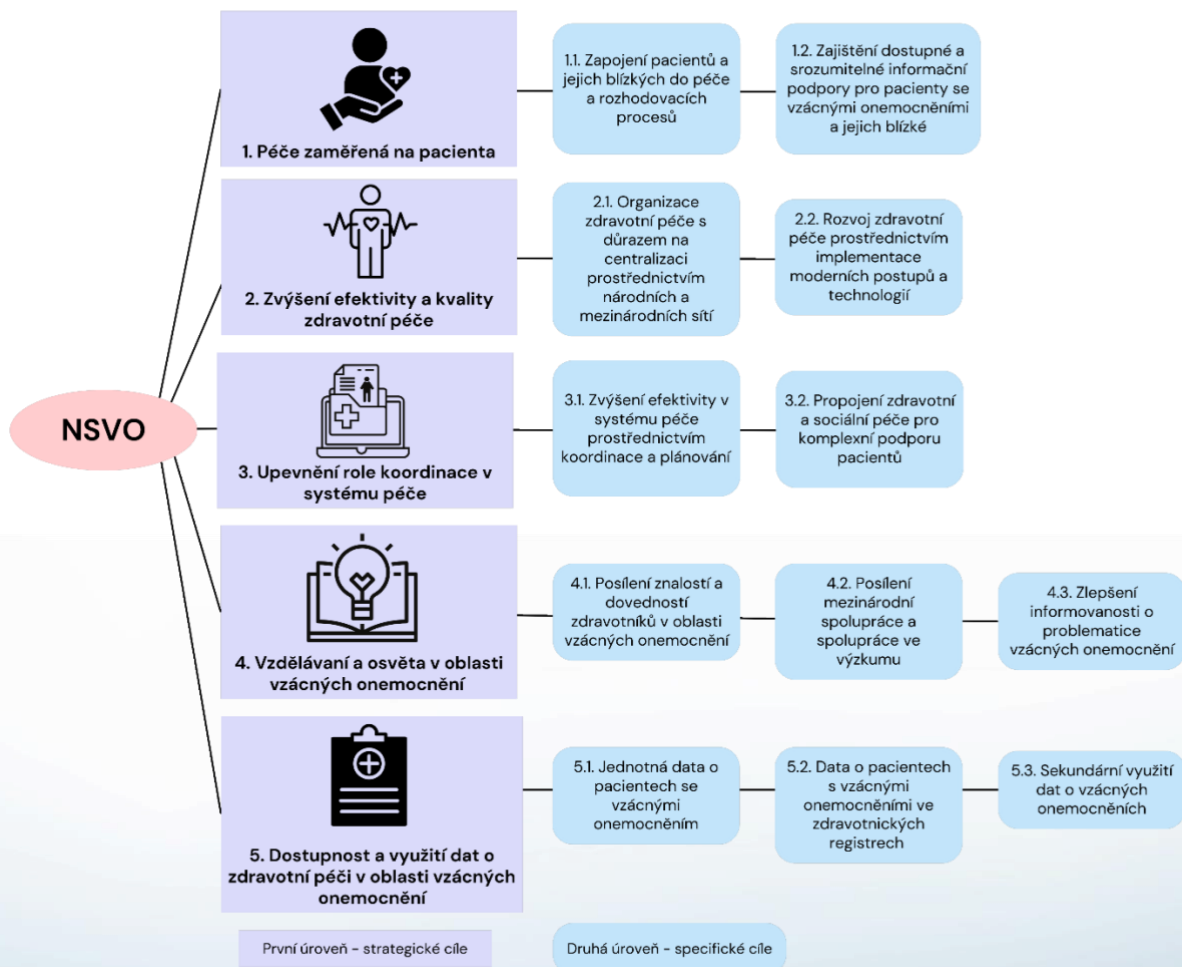 1. Péče zaměřená na pacienta
1.1. Zapojení pacientů a
jejich blízkých do péče
a rozhodovacích
procesů
1.2. Zajištění dostupné a
srozumitelné informační
podpory pro pacienty se
vzácnými onemocněními
a jejich blízké
2. Zvýšení efektivity a kvality
zdravotní péče
2.1. Organizace
zdravotní péče s
důrazem na
centralizaci
prostřednictvím
národních a
mezinárodních sítí
2.2. Rozvoj zdravotní
péče prostřednictvím
implementace
moderních postupů a
technologií
NSVO
3. Upevnění role koordinace v
systému péče
3.1. Zvýšení efektivity v
systému péče
prostřednictvím
koordinace a plánování
3.2. Propojení zdravotní
a sociální péče pro
komplexní podporu
pacientů
4. Vzdělávaní a osvěta v oblasti
vzácných onemocnění
4.1. Posílení znalostí a
dovedností
zdravotníků v oblasti
vzácných onemocnění
4.2. Posílení
mezinárodní
spolupráce a
spolupráce ve
výzkumu
4.3. Zlepšení
informovanosti o
problematice
vzácných onemocnění
5. Dostupnost a využití dat o
zdravotní péči v oblasti vzácných
onemocnění
5.1. Jednotná data o
pacientech se
vzácnými
onemocněním
5.2. Data o pacientech
s vzácnými
onemocněními ve
zdravotnických
registrech
5.3. Sekundární využití
dat o vzácných
onemocněních
První úroveň - strategické cíle
Druhá úroveň - specifické cíle